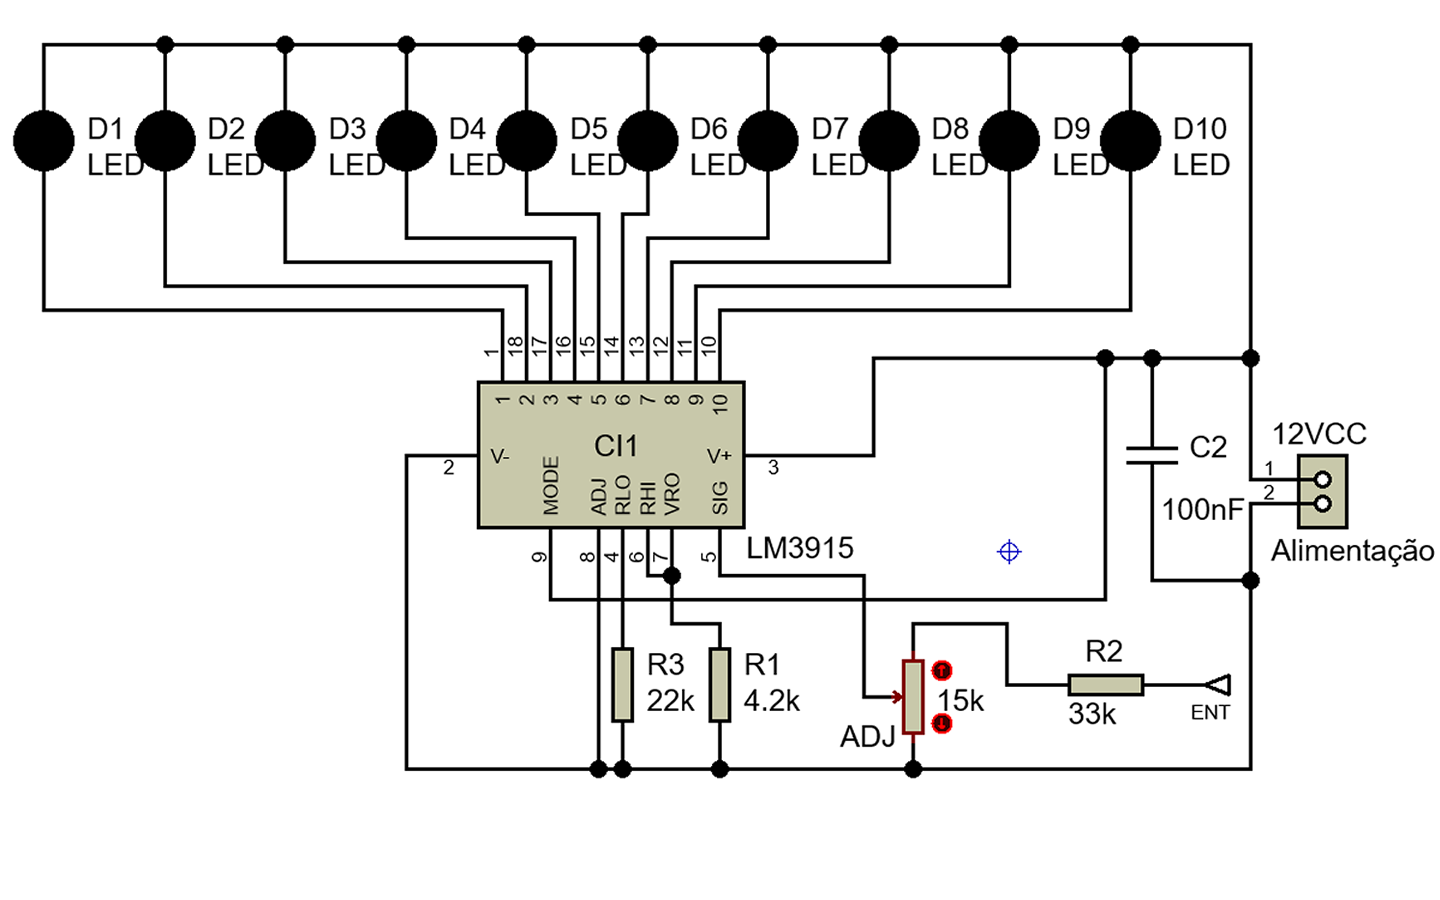 D1
LED
D2
LED
D3
LED
D4
LED
D5
LED
D6
LED
D7
LED
D8
LED
D9
LED
D10
LED
1 18 17 16 15 14 13 12 11 10
1 2 3 4 5 6 7 8 9 10
CI1
2 V- V+ 3
MODE ADJ RLO RHI VRO SIG
9 8 4 6 7 5
LM3915
C2
100nF
12VCC
1
2
Alimentação
R3
22k
R1
4.2k
ADJ
15k
R2
33k
ENT